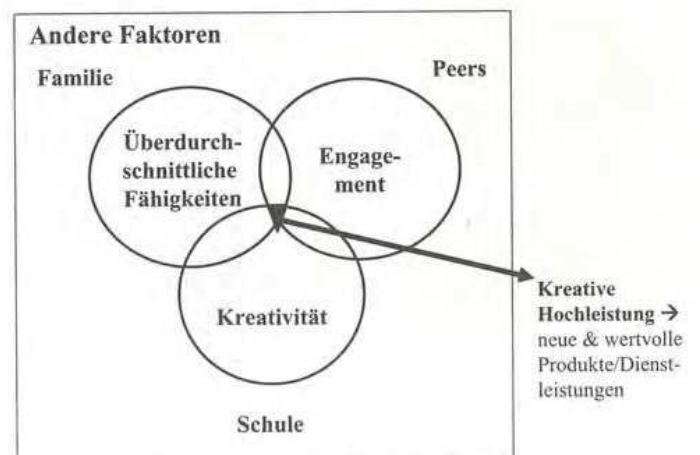 Andere Faktoren
Familie
Peers
Überdurch-
schnittliche
Fähigkeiten
Engage-
ment
Kreativität
Kreative
Hochleistung →
neue & wertvolle
Produkte/Dienst-
leistungen
Schule